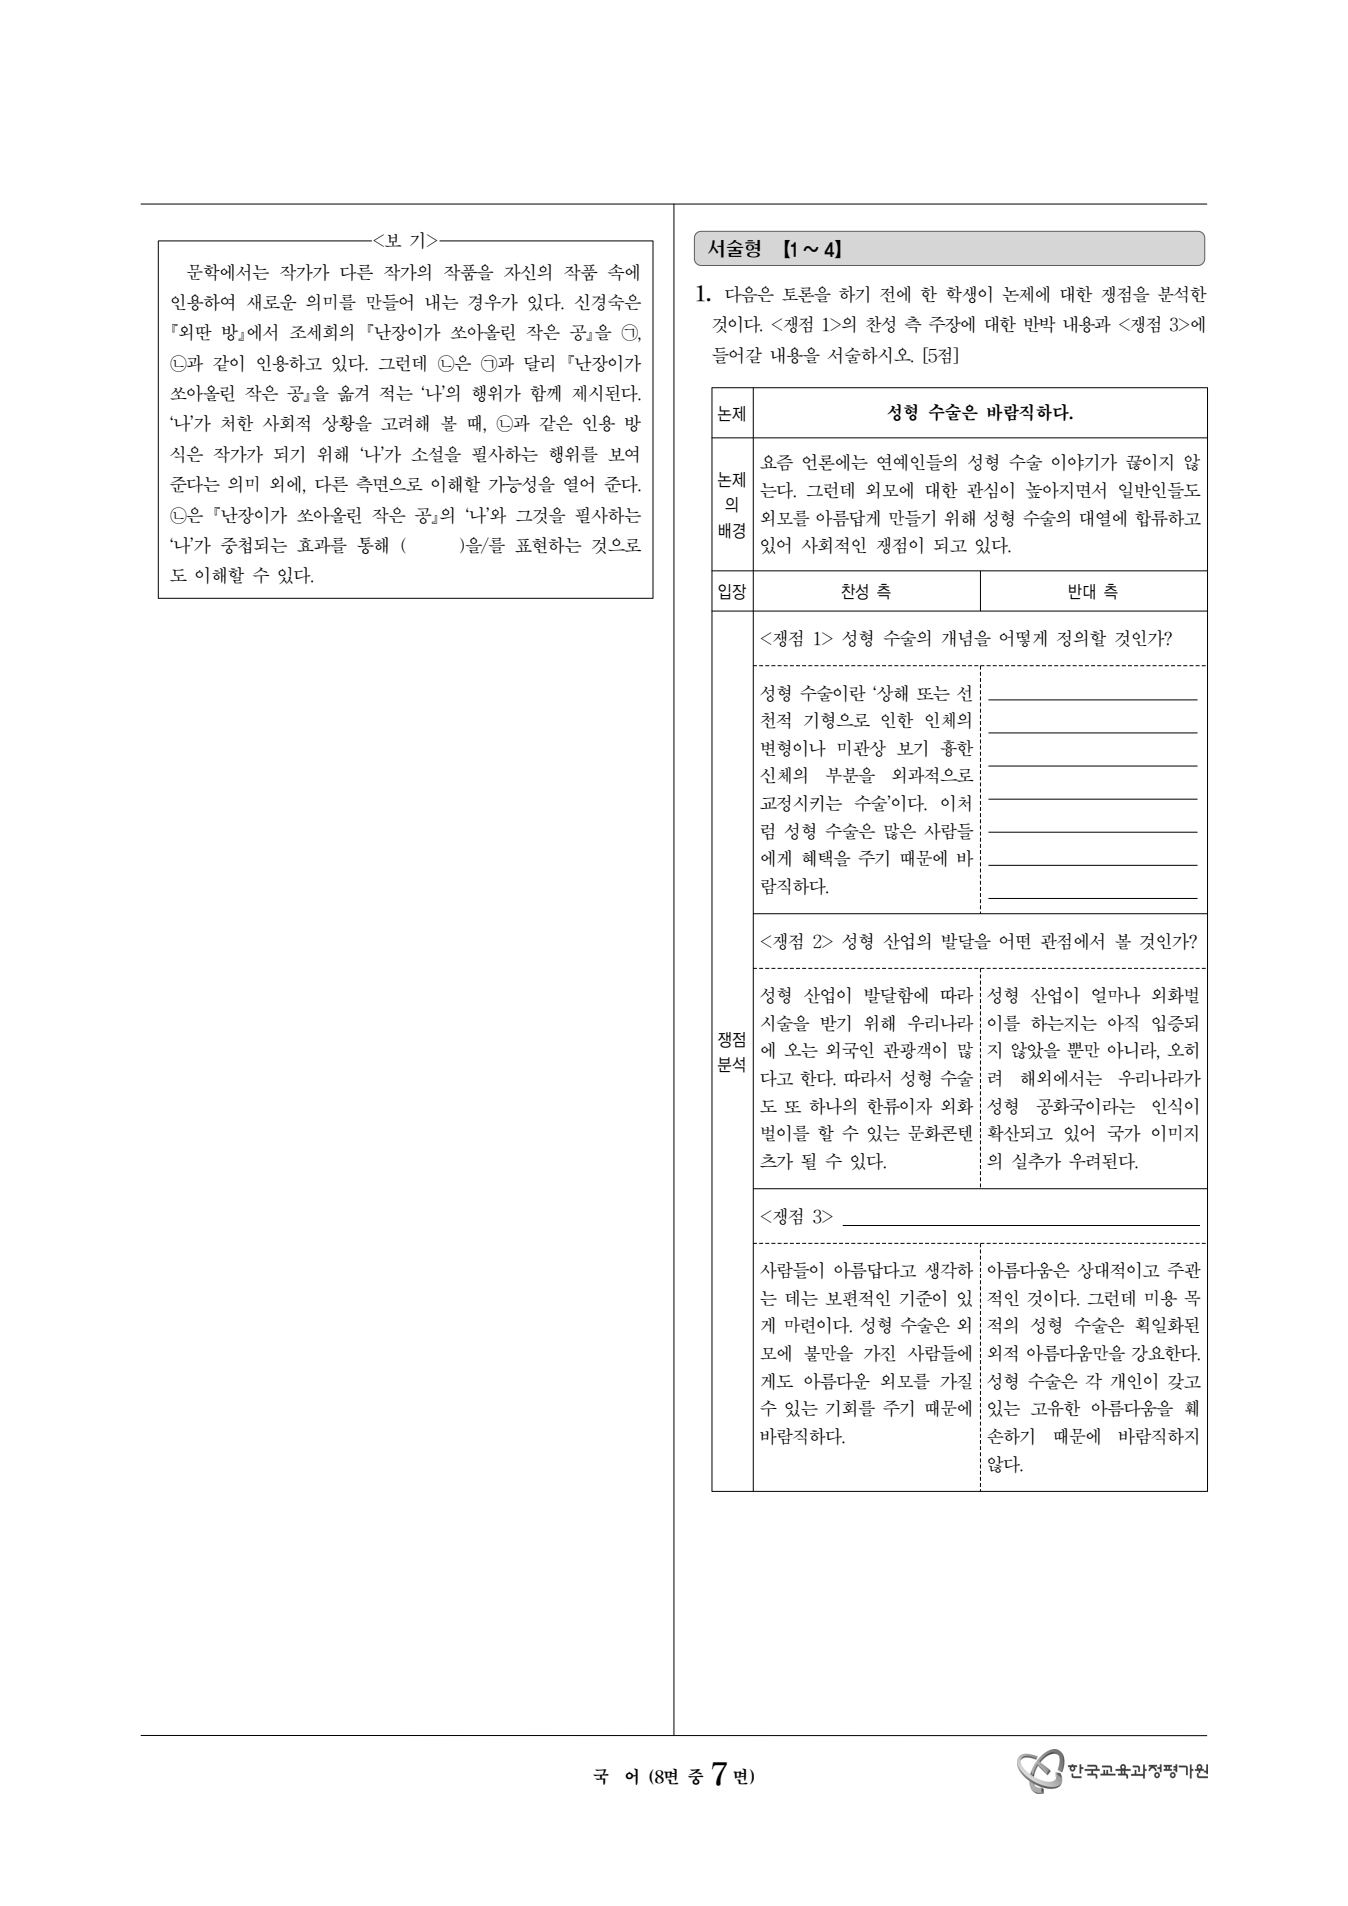 <보 기>
문학에서는 작가가 다른 작가의 작품을 자신의 작품 속에
인용하여 새로운 의미를 만들어 내는 경우가 있다. 신경숙은
『외딴 방』에서 조세희의 『난장이가 쏘아올린 작은 공』을 ㉠,
㉡과 같이 인용하고 있다. 그런데 ㉡은 ㉠과 달리 『난장이가
쏘아올린 작은 공』을 옮겨 적는 ‘나’의 행위가 함께 제시된다.
‘나’가 처한 사회적 상황을 고려해 볼 때, ㉡과 같은 인용 방
식은 작가가 되기 위해 ‘나’가 소설을 필사하는 행위를 보여
준다는 의미 외에, 다른 측면으로 이해할 가능성을 열어 준다.
㉡은 『난장이가 쏘아올린 작은 공』의 ‘나’와 그것을 필사하는
‘나’가 중첩되는 효과를 통해 ( )을/를 표현하는 것으로
도 이해할 수 있다.
서술형 【1 ~ 4】
1. 다음은 토론을 하기 전에 한 학생이 논제에 대한 쟁점을 분석한
것이다. <쟁점 1>의 찬성 측 주장에 대한 반박 내용과 <쟁점 3>에
들어갈 내용을 서술하시오. [5점]
논제
성형 수술은 바람직하다.
논제
의
배경
요즘 언론에는 연예인들의 성형 수술 이야기가 끊이지 않
는다. 그런데 외모에 대한 관심이 높아지면서 일반인들도
외모를 아름답게 만들기 위해 성형 수술의 대열에 합류하고
있어 사회적인 쟁점이 되고 있다.
입장
찬성 측
반대 측
쟁점
분석
<쟁점 1> 성형 수술의 개념을 어떻게 정의할 것인가?
성형 수술이란 ‘상해 또는 선
천적 기형으로 인한 인체의
변형이나 미관상 보기 흉한
신체의 부분을 외과적으로
교정시키는 수술’이다. 이처
럼 성형 수술은 많은 사람들
에게 혜택을 주기 때문에 바
람직하다.
<쟁점 2> 성형 산업의 발달을 어떤 관점에서 볼 것인가?
성형 산업이 발달함에 따라
시술을 받기 위해 우리나라
에 오는 외국인 관광객이 많
다고 한다. 따라서 성형 수술
도 또 하나의 한류이자 외화
벌이를 할 수 있는 문화콘텐
츠가 될 수 있다.
성형 산업이 얼마나 외화벌
이를 하는지는 아직 입증되
지 않았을 뿐만 아니라, 오히
려 해외에서는 우리나라가
성형 공화국이라는 인식이
확산되고 있어 국가 이미지
의 실추가 우려된다.
<쟁점 3>
사람들이 아름답다고 생각하
는 데는 보편적인 기준이 있
게 마련이다. 성형 수술은 외
모에 불만을 가진 사람들에
게도 아름다운 외모를 가질
수 있는 기회를 주기 때문에
바람직하다.
아름다움은 상대적이고 주관
적인 것이다. 그런데 미용 목
적의 성형 수술은 획일화된
외적 아름다움만을 강요한다.
성형 수술은 각 개인이 갖고
있는 고유한 아름다움을 훼
손하기 때문에 바람직하지
않다.
국 어 (8면 중 7 면)
한국교육과정평가원